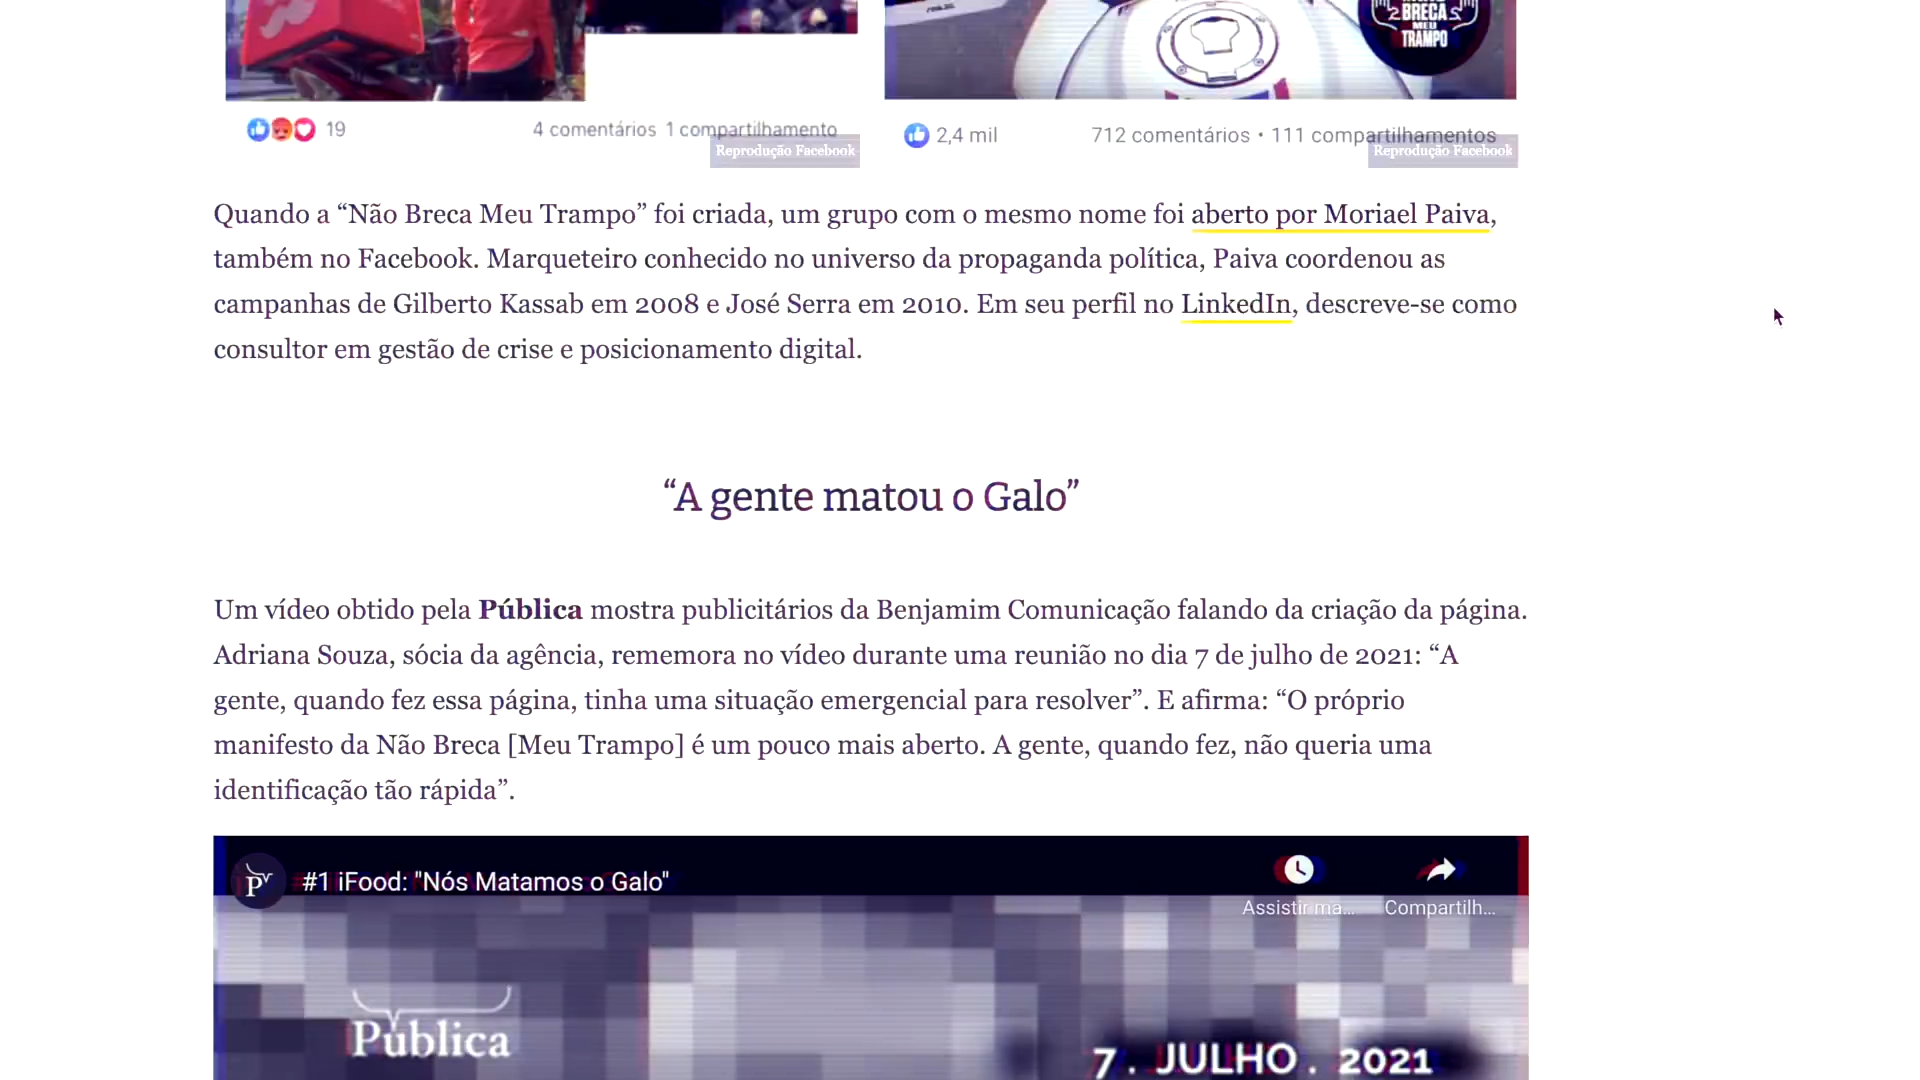 2BRECA5
MEU
TRAMPO
19
4 comentários 1 compartilhamento
Reprodução Facebook
2,4 mil
712 comentários • 111 compartilhamentos
Reprodução Facebook
Quando a “Não Breca Meu Trampo” foi criada, um grupo com o mesmo nome foi aberto por Moriael Paiva,
também no Facebook. Marqueteiro conhecido no universo da propaganda política, Paiva coordenou as
campanhas de Gilberto Kassab em 2008 e José Serra em 2010. Em seu perfil no LinkedIn, descreve-se como
consultor em gestão de crise e posicionamento digital.
“A gente matou o Galo”
Um vídeo obtido pela Pública mostra publicitários da Benjamim Comunicação falando da criação da página.
Adriana Souza, sócia da agência, rememora no vídeo durante uma reunião no dia 7 de julho de 2021: “A
gente, quando fez essa página, tinha uma situação emergencial para resolver”. E afirma: “O próprio
manifesto da Não Breca [Meu Trampo] é um pouco mais aberto. A gente, quando fez, não queria uma
identificação tão rápida”.
#1 iFood: "Nós Matamos o Galo"
Assistir ma...
Compartilh...
Pública
7 . JULHO . 2021